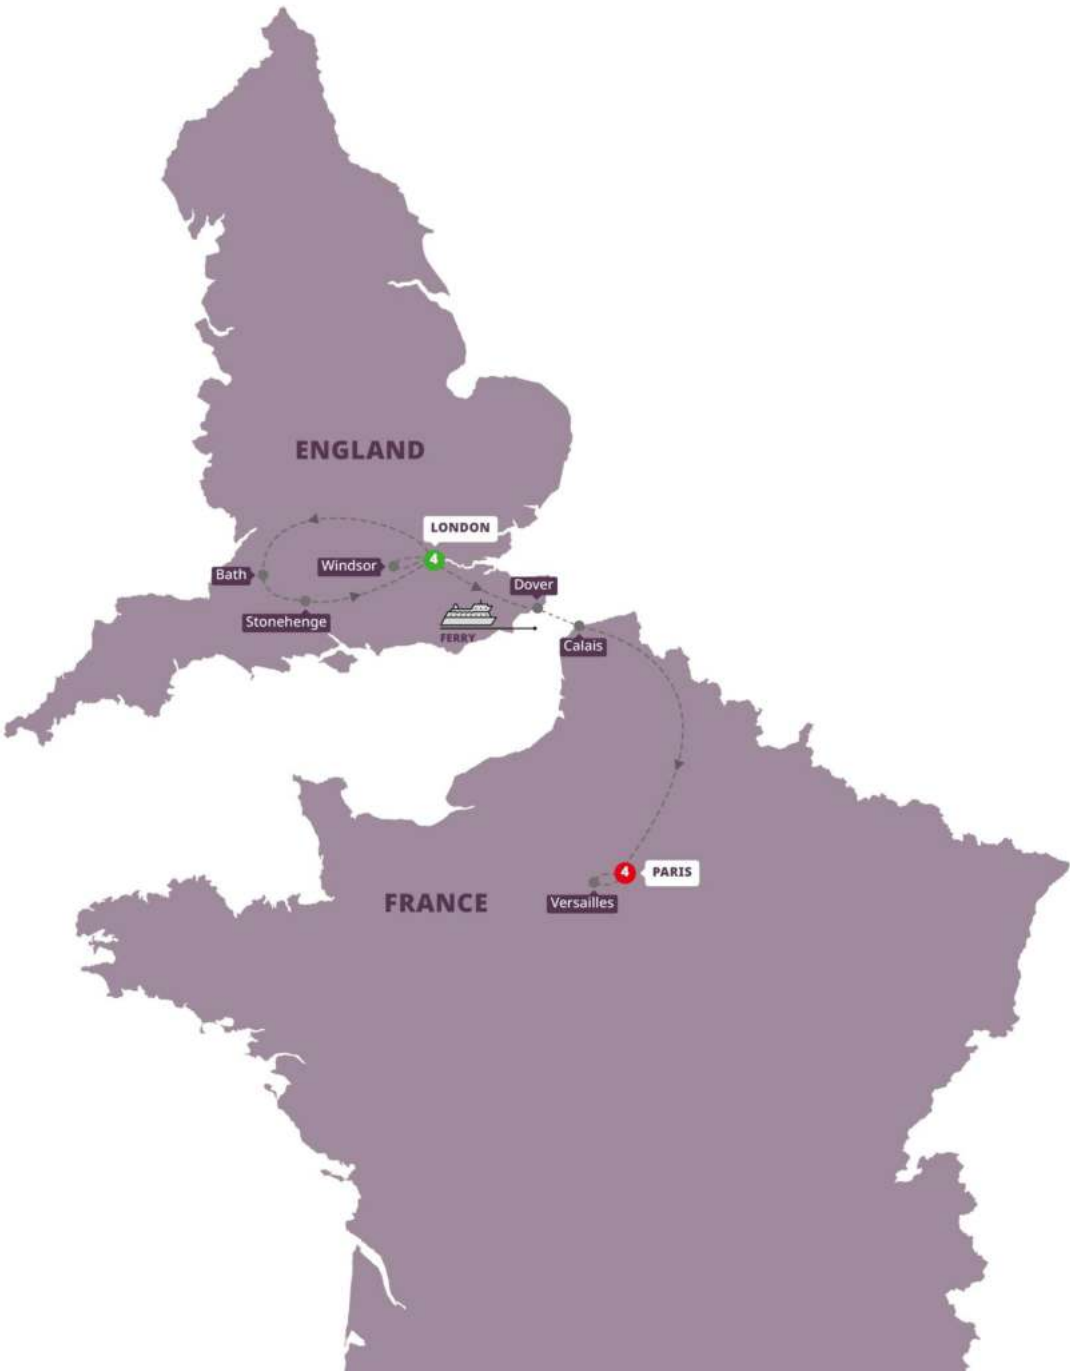 ENGLAND
LONDON
4
Windsor
Bath
Dover
Stonehenge
FERRY
Calais
4
PARIS
FRANCE
Versailles